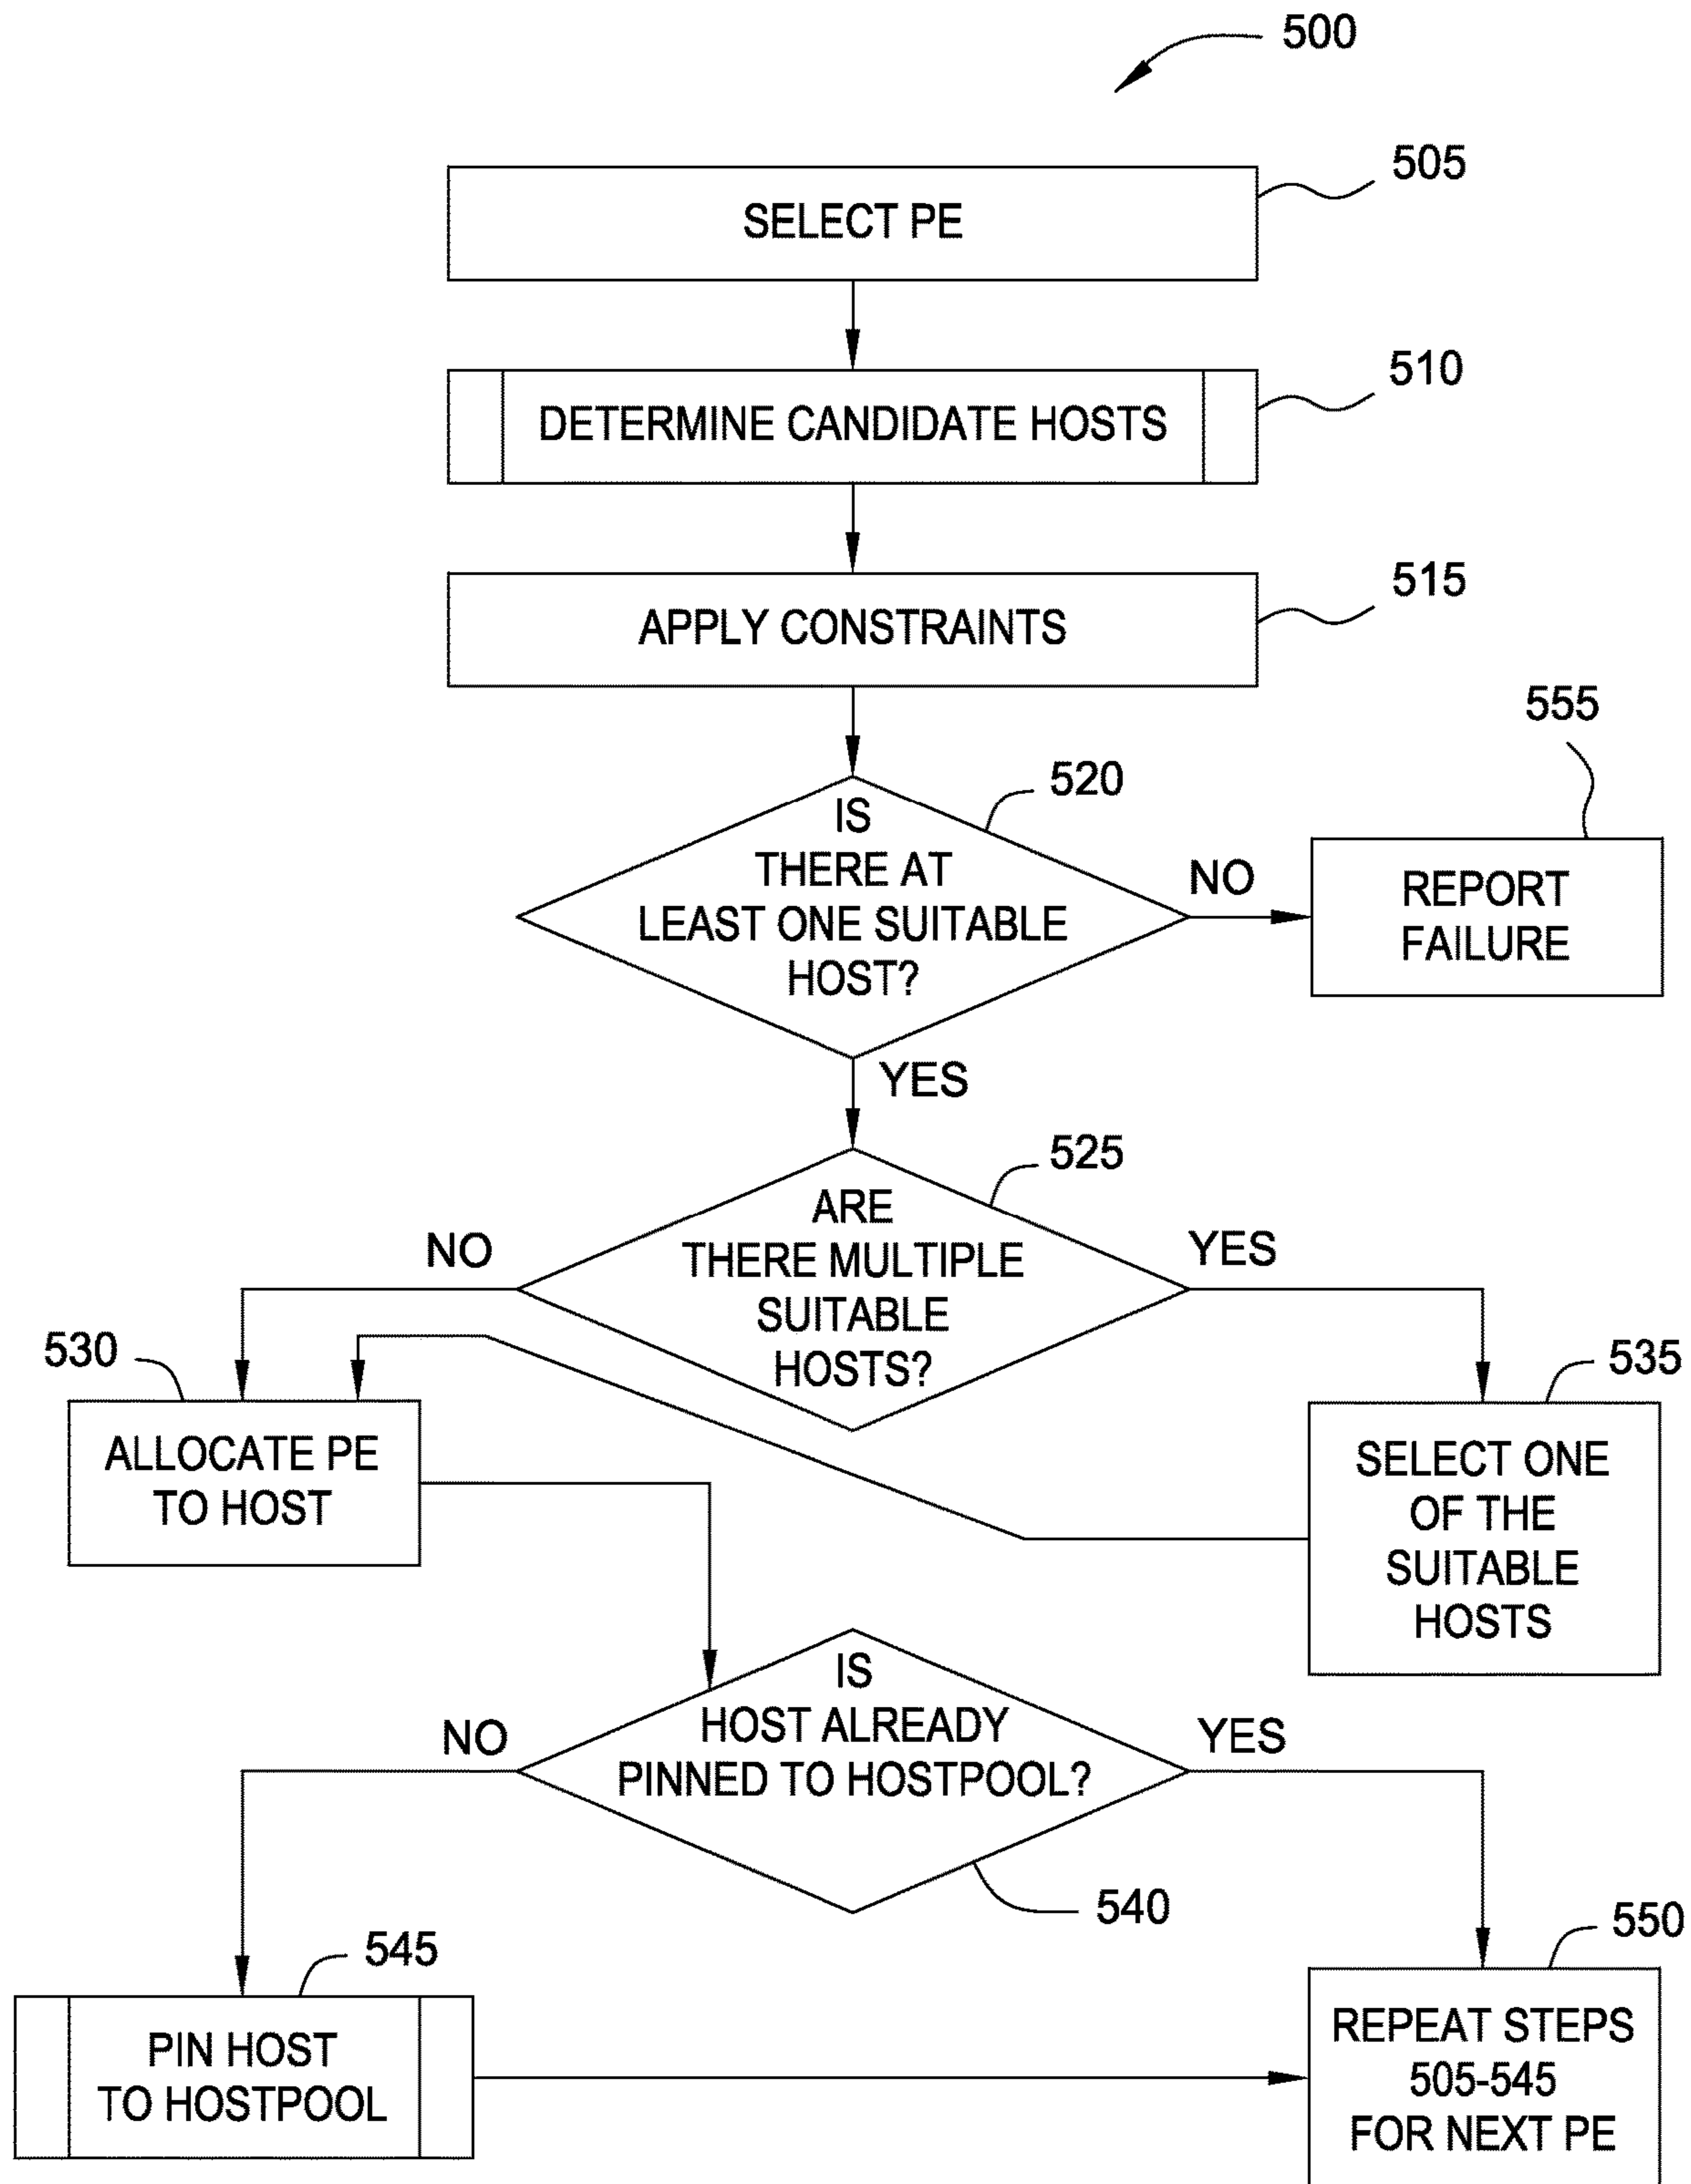 500
505
SELECT PE
510
DETERMINE CANDIDATE HOSTS
515
APPLY CONSTRAINTS
555
520
IS
THERE AT
LEAST ONE SUITABLE
HOST?
NO
REPORT
FAILURE
YES
525
ARE
THERE MULTIPLE
SUITABLE
HOSTS?
NO
YES
530
535
ALLOCATE PE
TO HOST
SELECT ONE
OF THE
SUITABLE
HOSTS
IS
HOST ALREADY
PINNED TO HOSTPOOL?
NO
YES
540
545
550
PIN HOST
TO HOSTPOOL
REPEAT STEPS
505-545
FOR NEXT PE